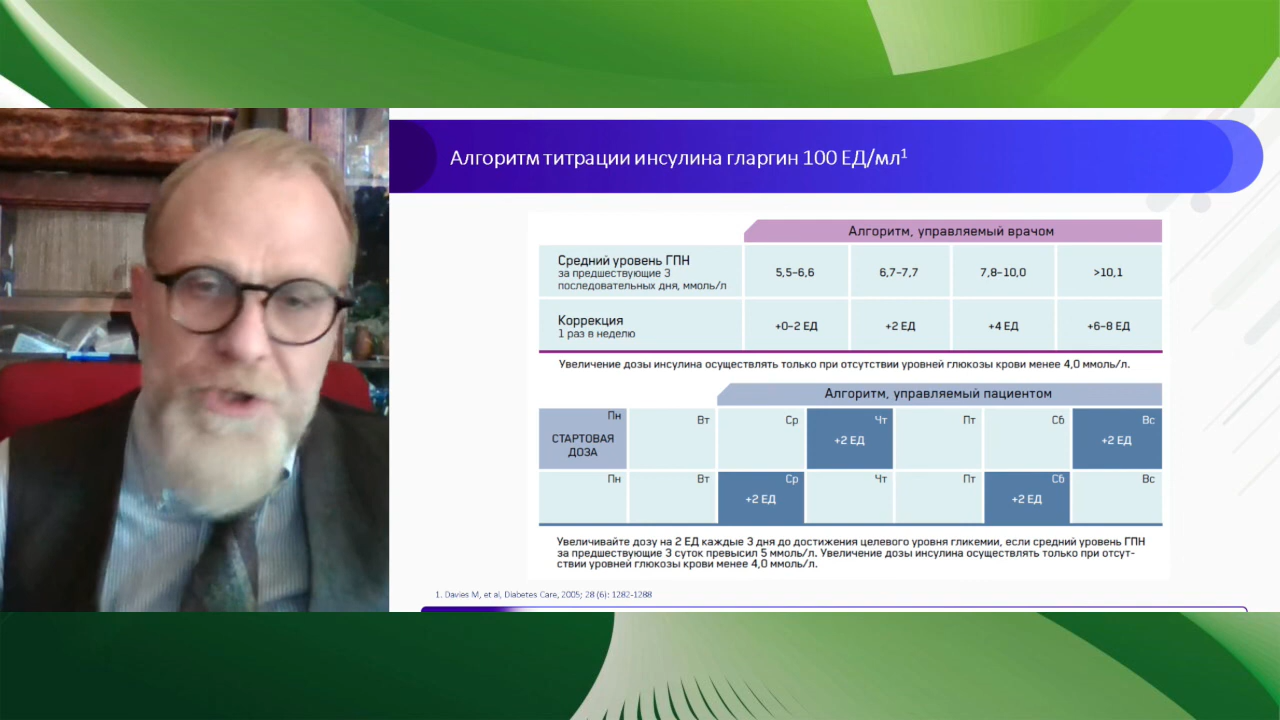 Алгоритм титрации инсулина гларгин 100 ЕД/мл¹
Алгоритм, управляемый врачом
Средний уровень ГПН
за предшествующие 3
последовательных дня, ммоль/л
5,5–6,6
6,7–7,7
7,8–10,0
>10,1
Коррекция
1 раз в неделю
+0–2 ЕД
+2 ЕД
+4 ЕД
+6–8 ЕД
Увеличение дозы инсулина осуществлять только при отсутствии уровней глюкозы крови менее 4,0 ммоль/л.
Алгоритм, управляемый пациентом
Пн
СТАРТОВАЯ
ДОЗА
Вт
Ср
Чт
+2 ЕД
Пт
Сб
Вс
+2 ЕД
Пн
Вт
Ср
+2 ЕД
Чт
Пт
Сб
+2 ЕД
Вс
Увеличивайте дозу на 2 ЕД каждые 3 дня до достижения целевого уровня гликемии, если средний уровень ГПН
за предшествующие 3 суток превысил 5 ммоль/л. Увеличение дозы инсулина осуществлять только при отсут-
ствии уровней глюкозы крови менее 4,0 ммоль/л.
1. Davies M, et al, Diabetes Care, 2005; 28 (6): 1282-1288